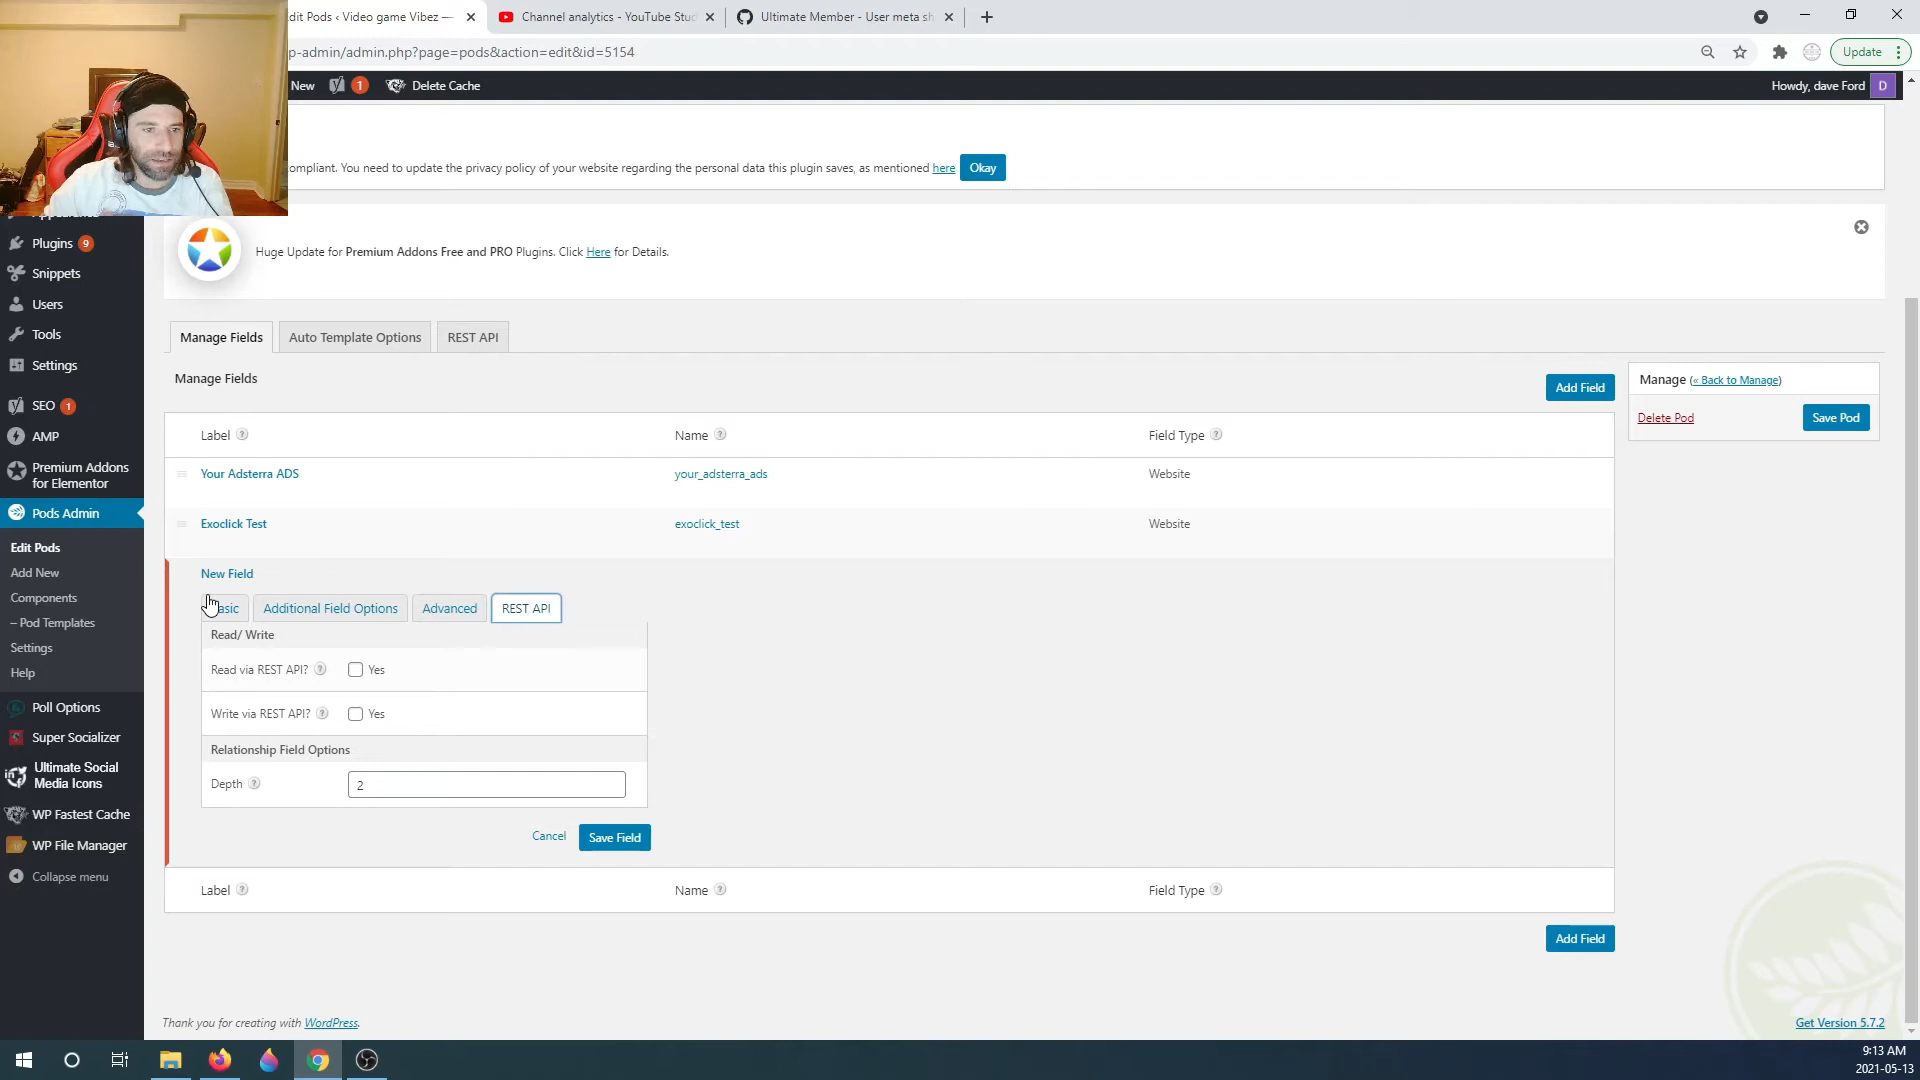 dit Pods ‹ Video game Vibez —
Channel analytics - YouTube Stud
Ultimate Member - User meta sh
p-admin/admin.php?page=pods&action=edit&id=5154
Update
New
1
Delete Cache
Howdy, dave Ford
D
ompliant. You need to update the privacy policy of your website regarding the personal data this plugin saves, as mentioned here
Okay
Huge Update for Premium Addons Free and PRO Plugins. Click Here for Details.
Appearance
Plugins 9
Snippets
Users
Tools
Settings
SEO 1
AMP
Premium Addons
for Elementor
Pods Admin
Edit Pods
Add New
Components
– Pod Templates
Settings
Help
Poll Options
Super Socializer
Ultimate Social
Media Icons
WP Fastest Cache
WP File Manager
Collapse menu
Manage Fields
Auto Template Options
REST API
Manage Fields
Add Field
Manage (« Back to Manage)
Delete Pod
Save Pod
Label ?
Name ?
Field Type ?
Your Adsterra ADS
your_adsterra_ads
Website
Exoclick Test
exoclick_test
Website
New Field
asic
Additional Field Options
Advanced
REST API
Read/ Write
Read via REST API? ?
Yes
Write via REST API? ?
Yes
Relationship Field Options
Depth ?
2
Cancel
Save Field
Label ?
Name ?
Field Type ?
Add Field
Thank you for creating with WordPress.
Get Version 5.7.2
9:13 AM
2021-05-13